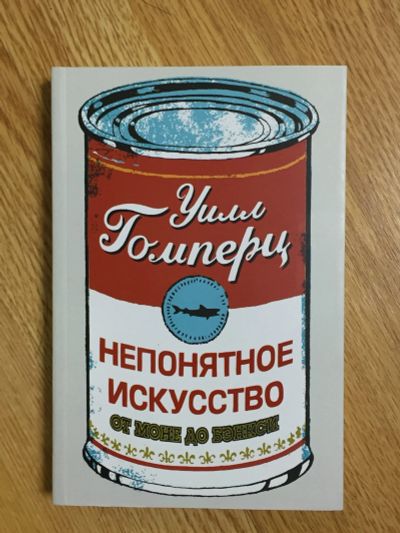 Уилл
Гомперц
НЕПОНЯТНОЕ
ИСКУССТВО
ОТ МОНЕ ДО БЭНКСИ